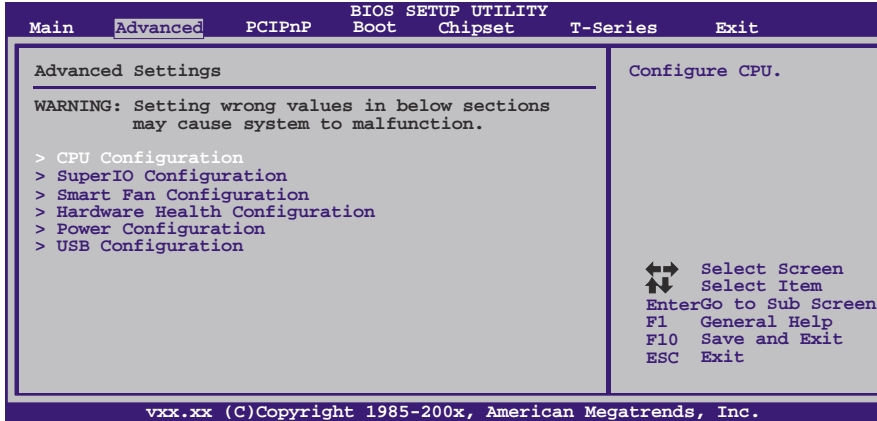 BIOS SETUP UTILITY
Main Advanced PCIPnP Boot Chipset T-Series Exit
Advanced Settings
WARNING: Setting wrong values in below sections
may cause system to malfunction.
> CPU Configuration
> SuperIO Configuration
> Smart Fan Configuration
> Hardware Health Configuration
> Power Configuration
> USB Configuration
Configure CPU.
Select Screen
Select Item
EnterGo to Sub Screen
F1 General Help
F10 Save and Exit
ESC Exit
vxx.xx (C)Copyright 1985-200x, American Megatrends, Inc.